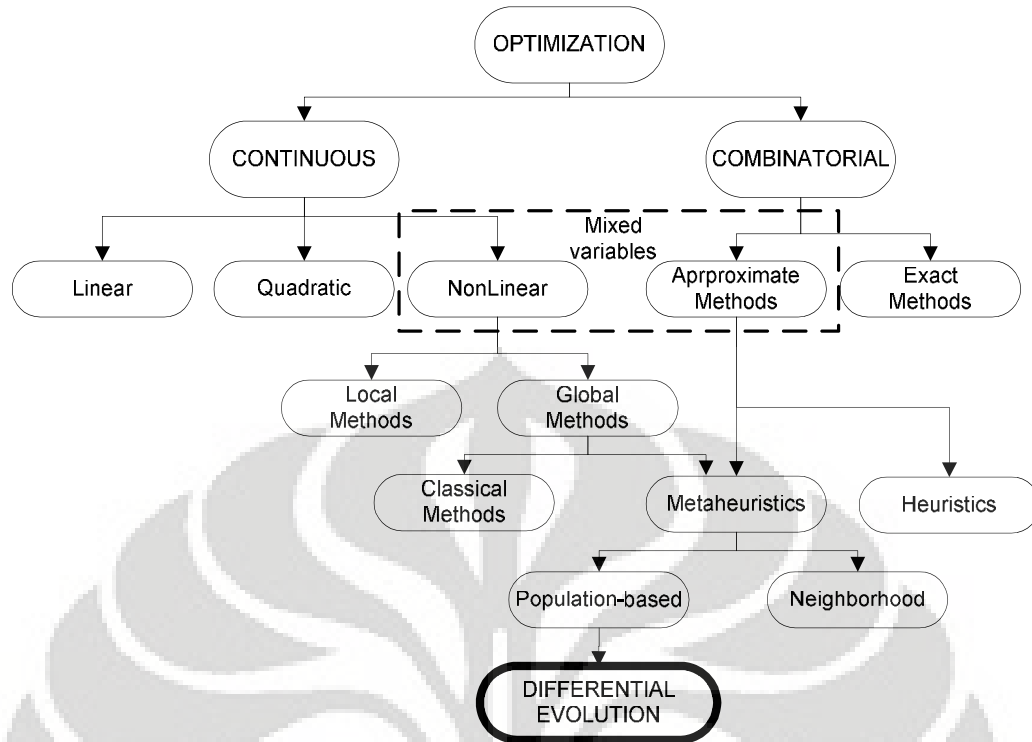 OPTIMIZATION
CONTINUOUS
COMBINATORIAL
Mixed
variables
Linear
Quadratic
NonLinear
Aprproximate
Methods
Exact
Methods
Local
Methods
Global
Methods
Classical
Methods
Metaheuristics
Heuristics
Population-based
Neighborhood
DIFFERENTIAL
EVOLUTION